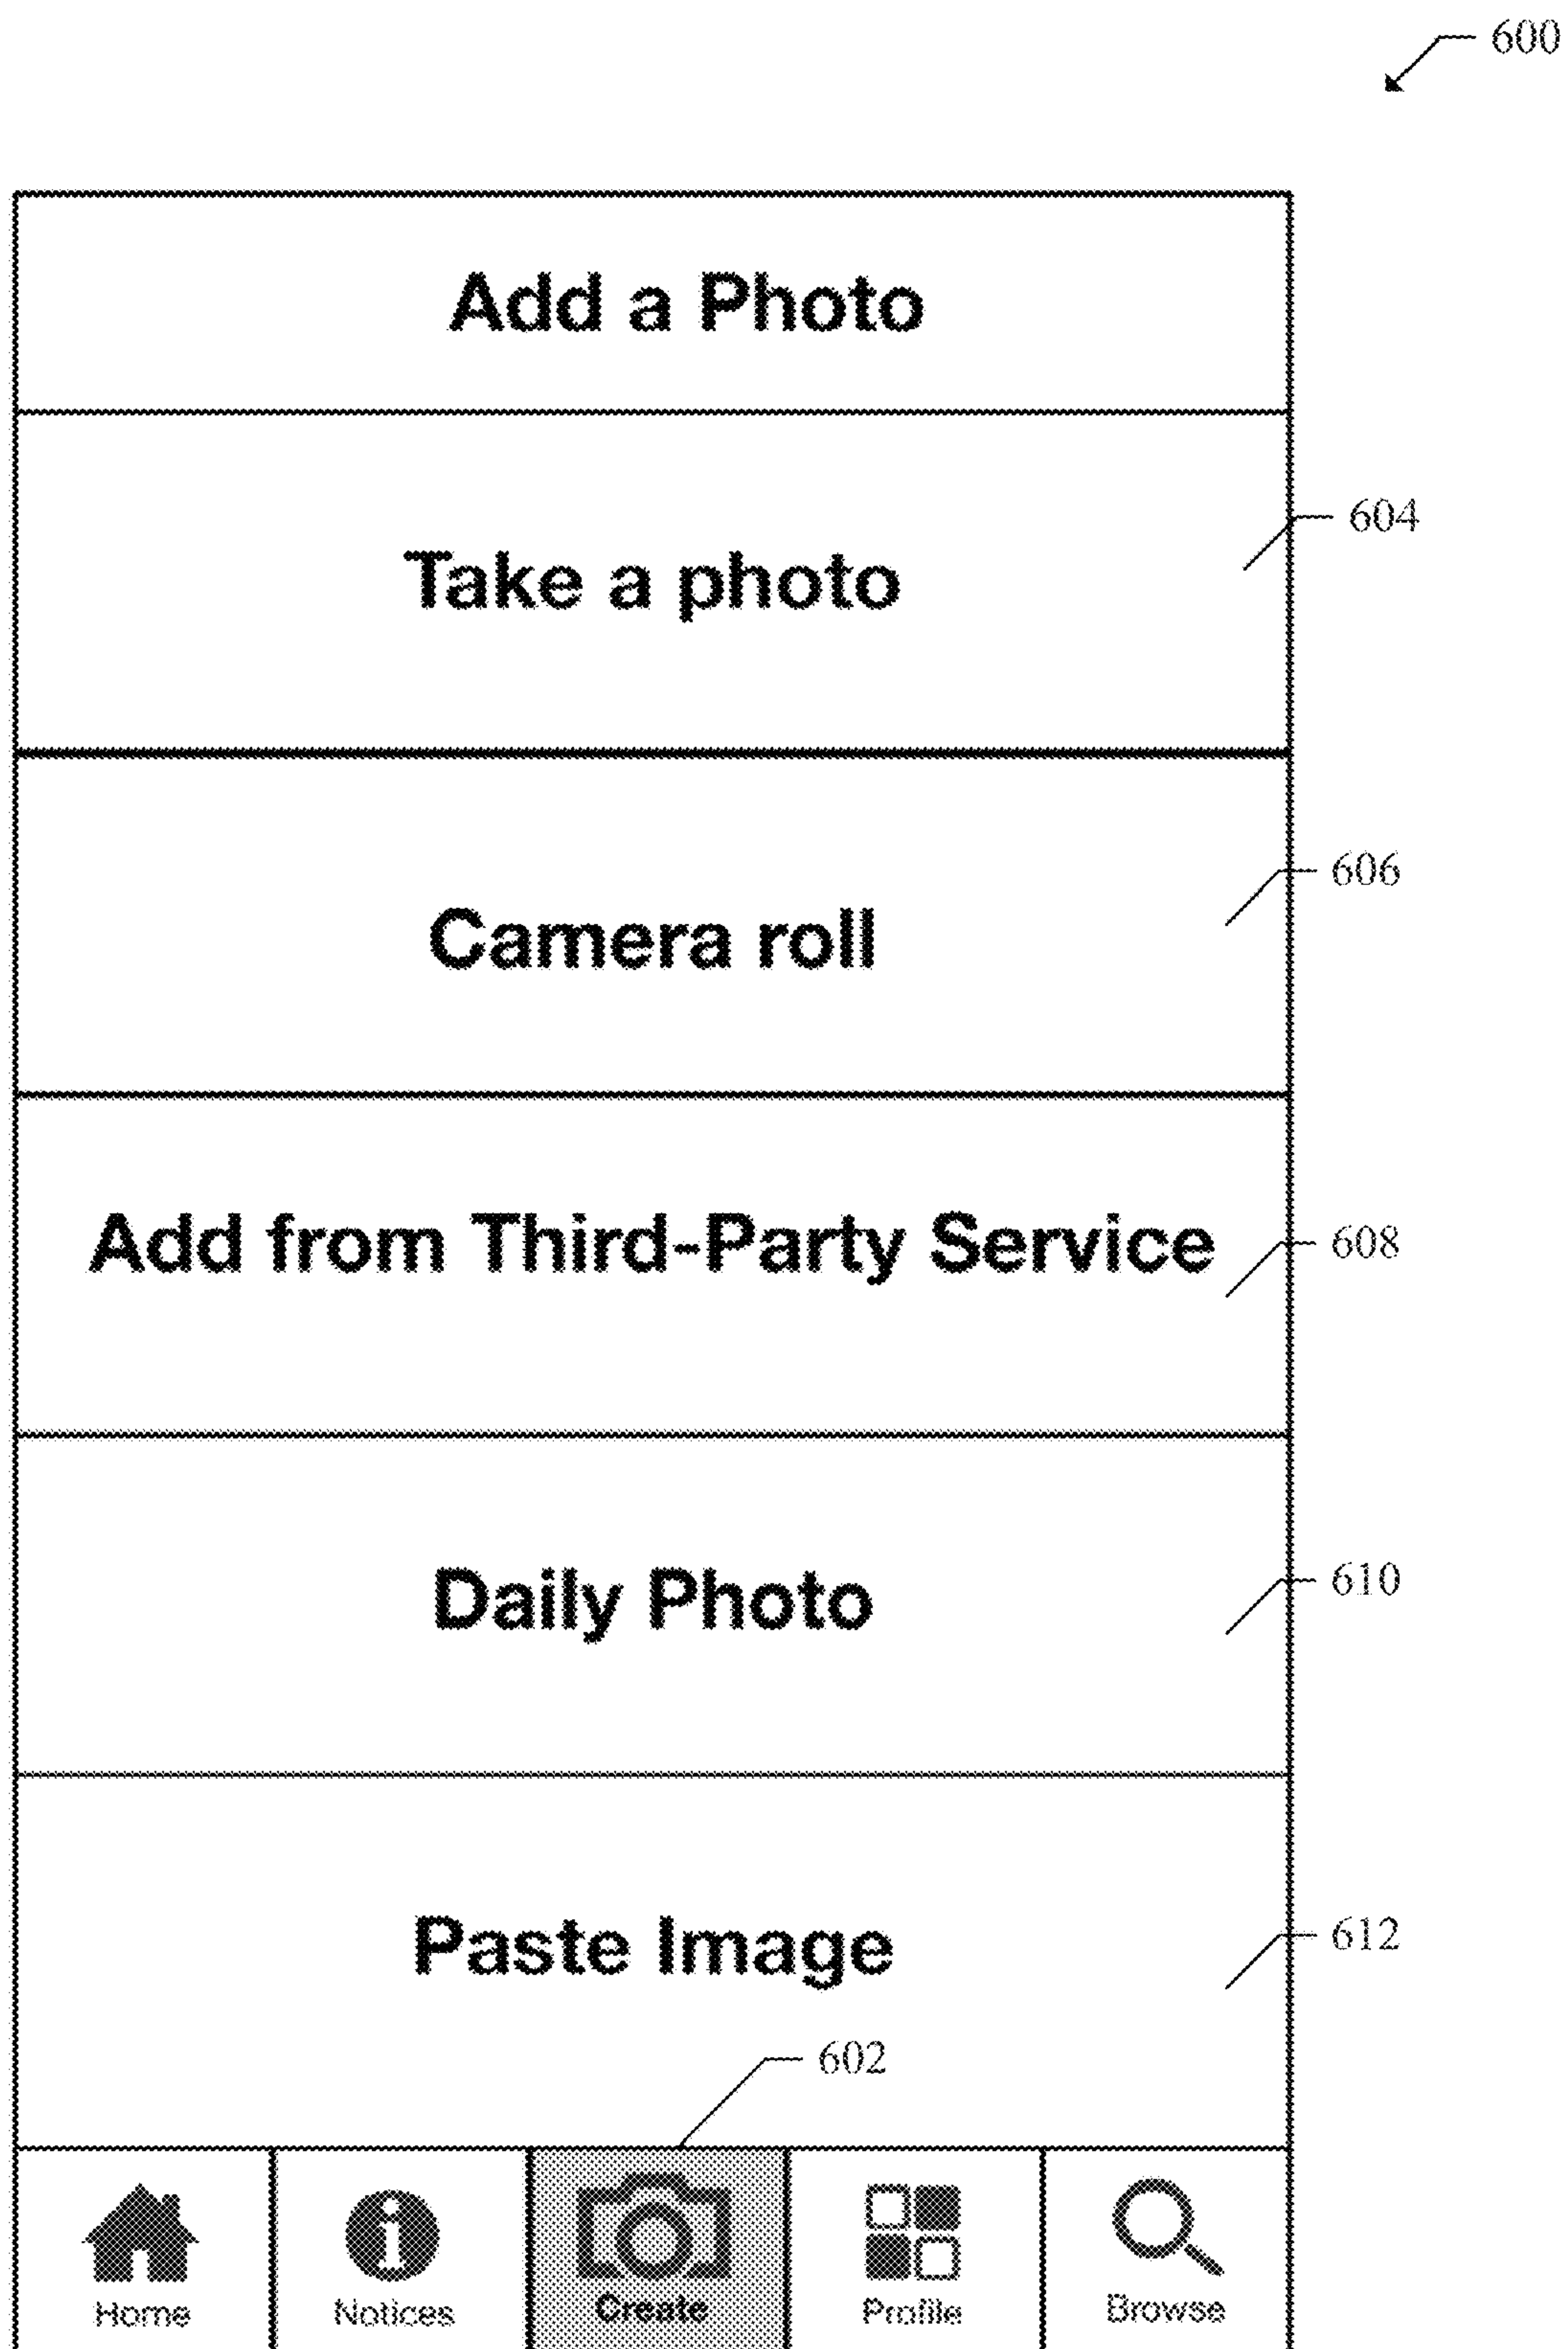 600
Add a Photo
Take a photo
604
Camera roll
606
Add from Third-Party Service
608
Daily Photo
610
Paste Image
612
602
Home
Notices
Create
Profile
Browse